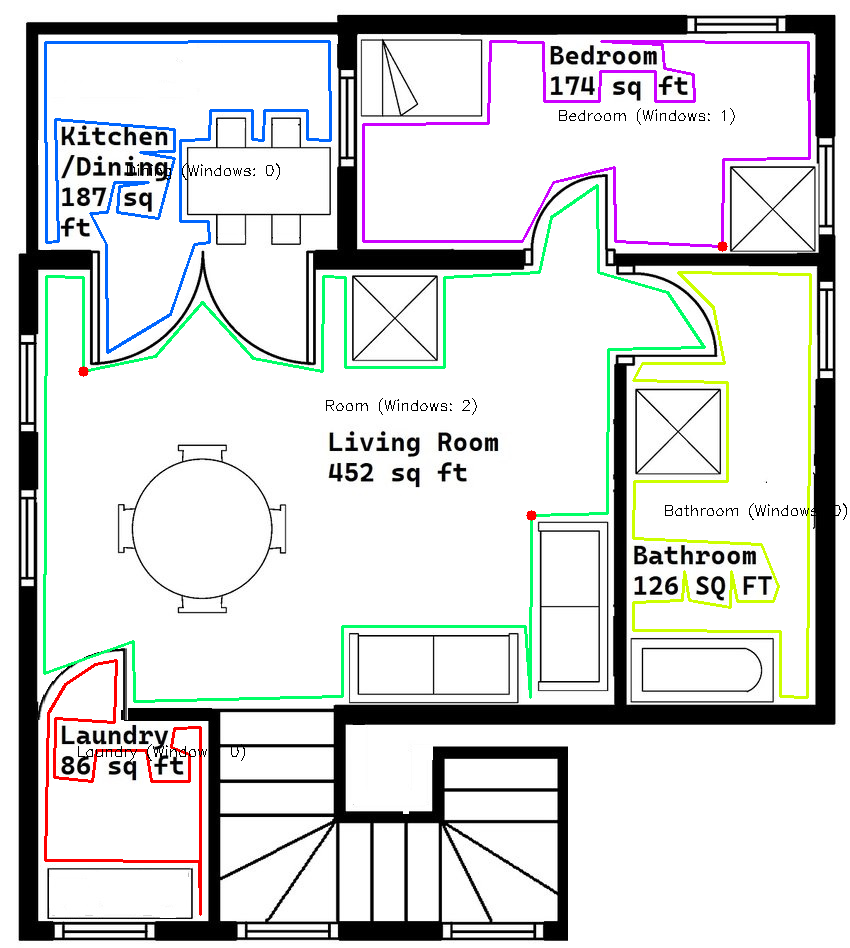 Bedroom
174 sq ft
Bedroom (Windows: 1)
Kitchen
/Dining
187 sq
ft
(Windows: 0)
Room (Windows: 2)
Living Room
452 sq ft
Bathroom (Windows: 0)
Bathroom
126 SQ FT
Laundry
Laundry (Windows: 0)
86 sq ft